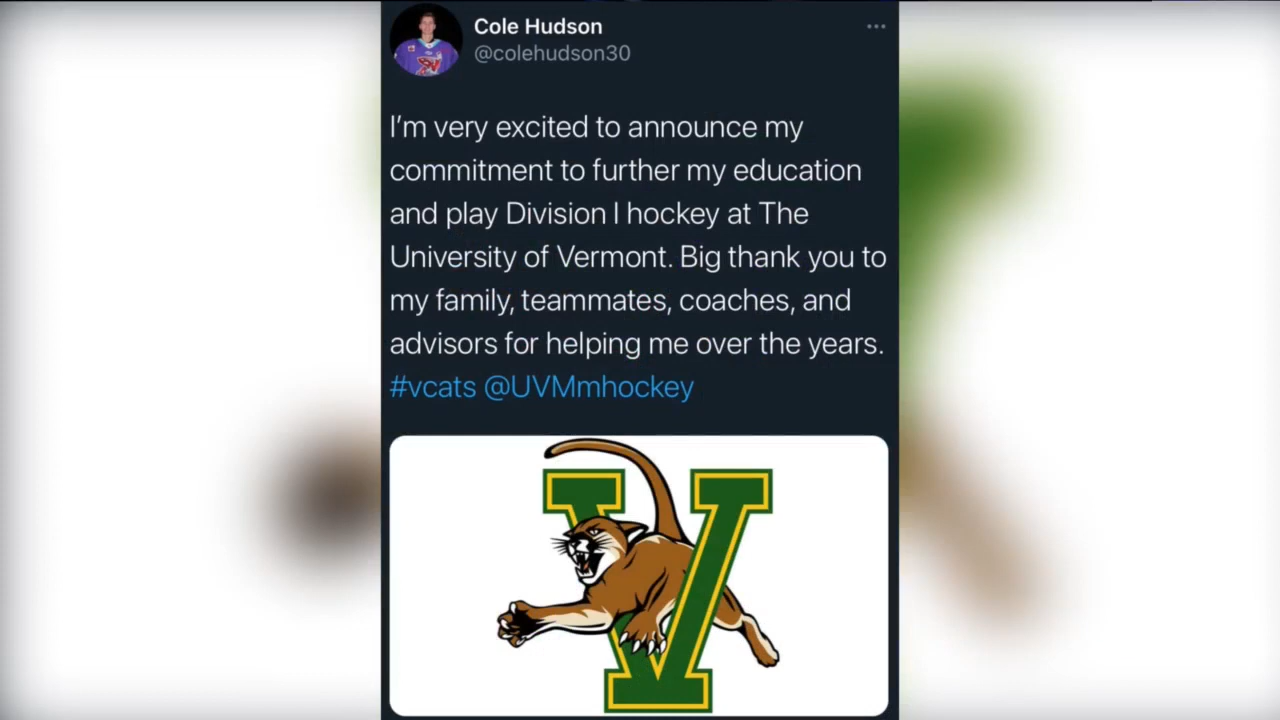 Cole Hudson
@colehudson30
I’m very excited to announce my
commitment to further my education
and play Division I hockey at The
University of Vermont. Big thank you to
my family, teammates, coaches, and
advisors for helping me over the years.
#vcats @UVMmhockey
V